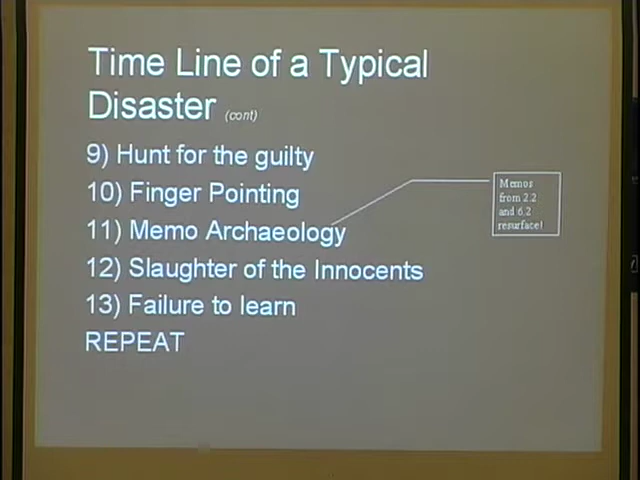 Time Line of a Typical
Disaster (cont)
9) Hunt for the guilty
10) Finger Pointing
11) Memo Archaeology
Memos
from 2.2
and 6.2
resurface!
12) Slaughter of the Innocents
13) Failure to learn
REPEAT